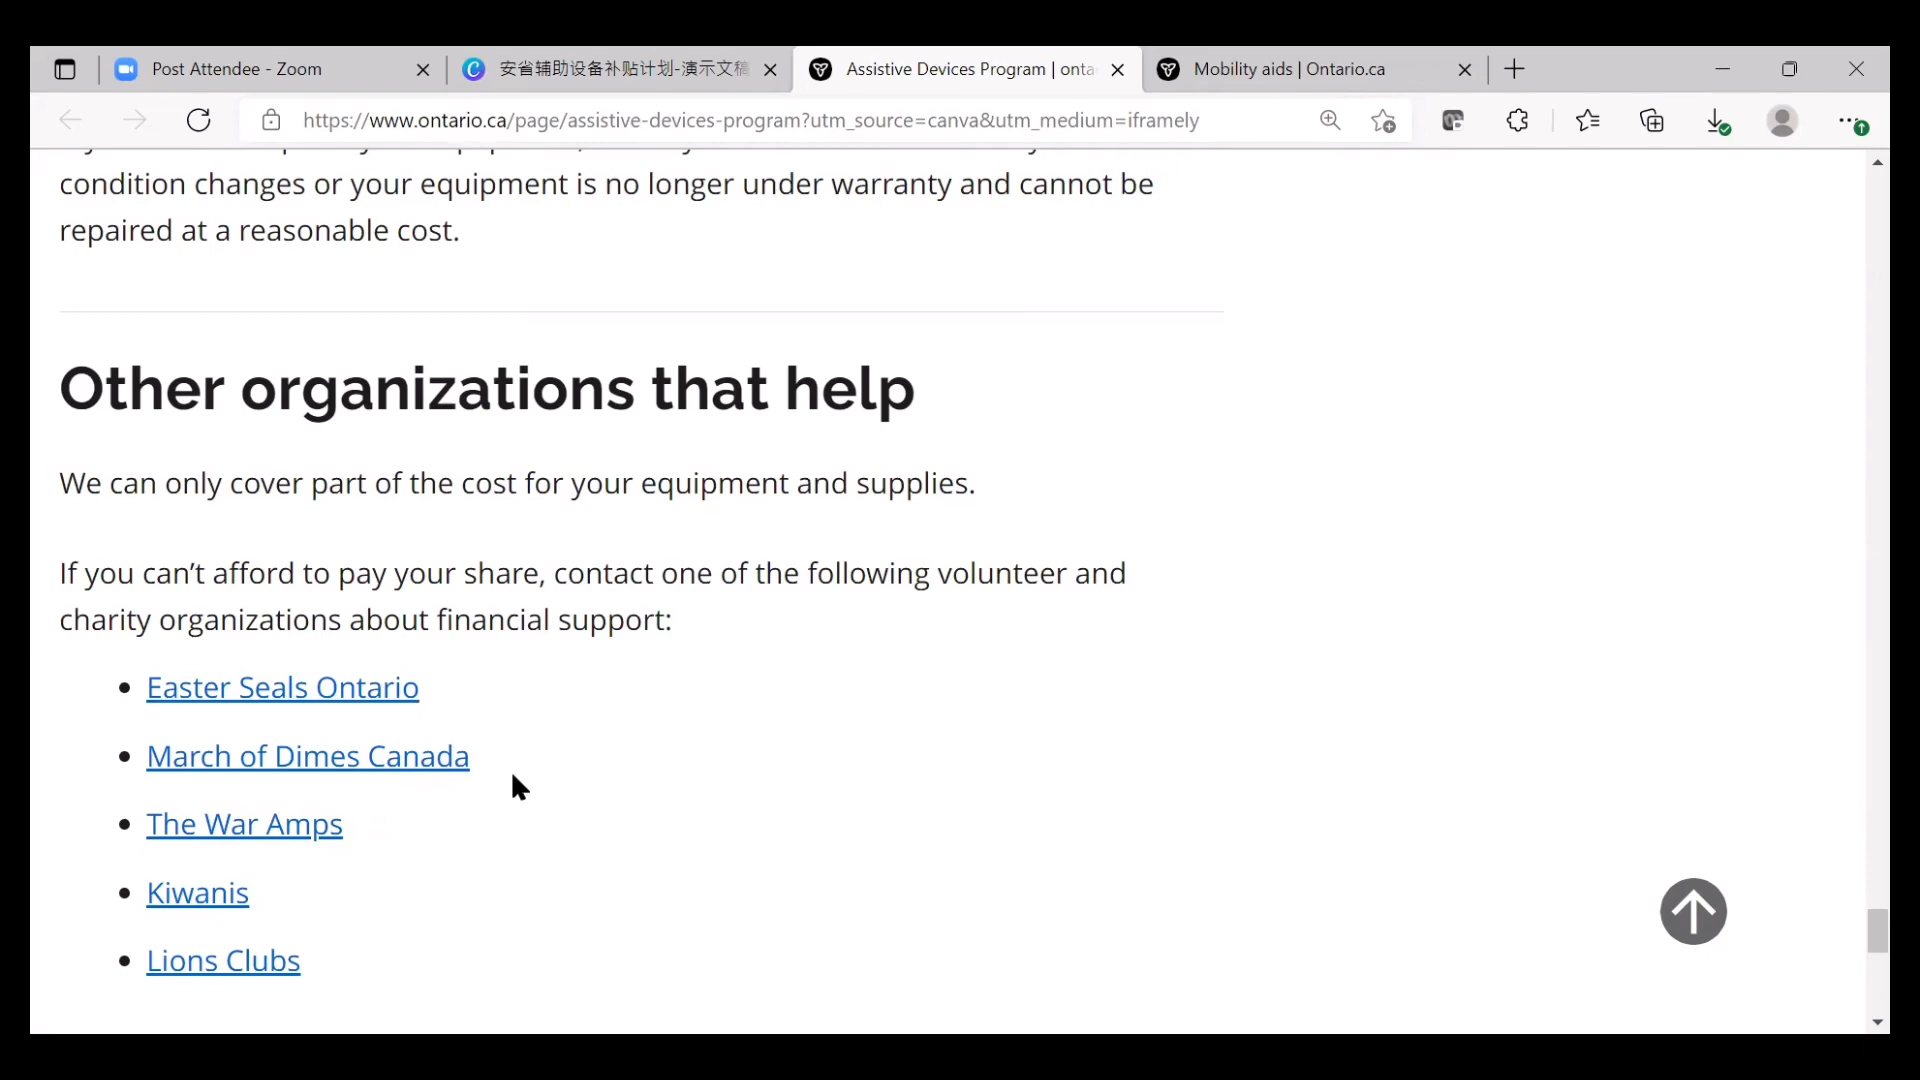 Post Attendee - Zoom
安省辅助设备补贴计划-演示文稿
Assistive Devices Program | onta
Mobility aids | Ontario.ca
https://www.ontario.ca/page/assistive-devices-program?utm_source=canva&utm_medium=iframely
condition changes or your equipment is no longer under warranty and cannot be
repaired at a reasonable cost.
Other organizations that help
We can only cover part of the cost for your equipment and supplies.
If you can’t afford to pay your share, contact one of the following volunteer and
charity organizations about financial support:
• Easter Seals Ontario
• March of Dimes Canada
• The War Amps
• Kiwanis
• Lions Clubs